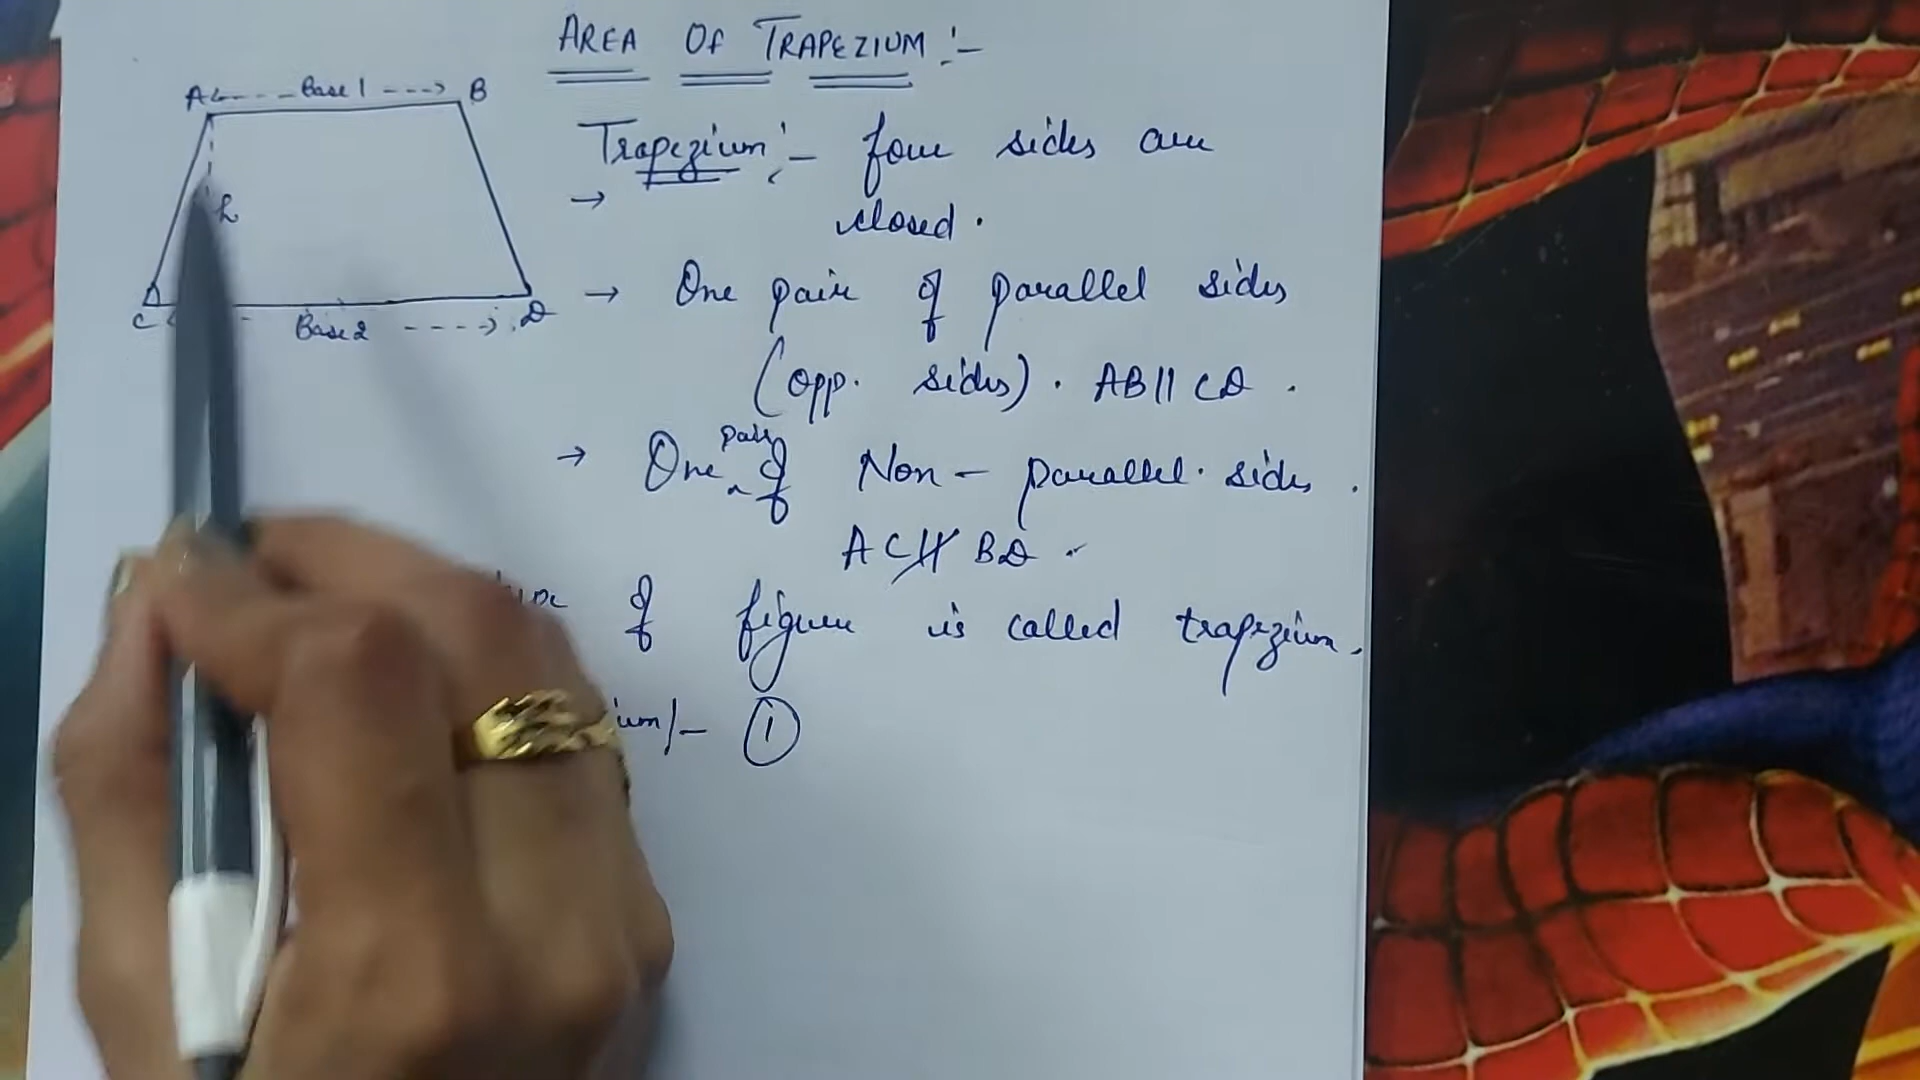 AREA OF TRAPEZIUM :-
A <--- Base 1 ---> B
Trapezium :- four sides are
→ closed .
h
→ One pair of parallel sides
C D
Base 2 ---->
(opp. sides) . AB || CD .
pair
→ One ^ of Non - parallel . sides .
AC ∦ BD .
of figure is called trapezium .
ium/- ①